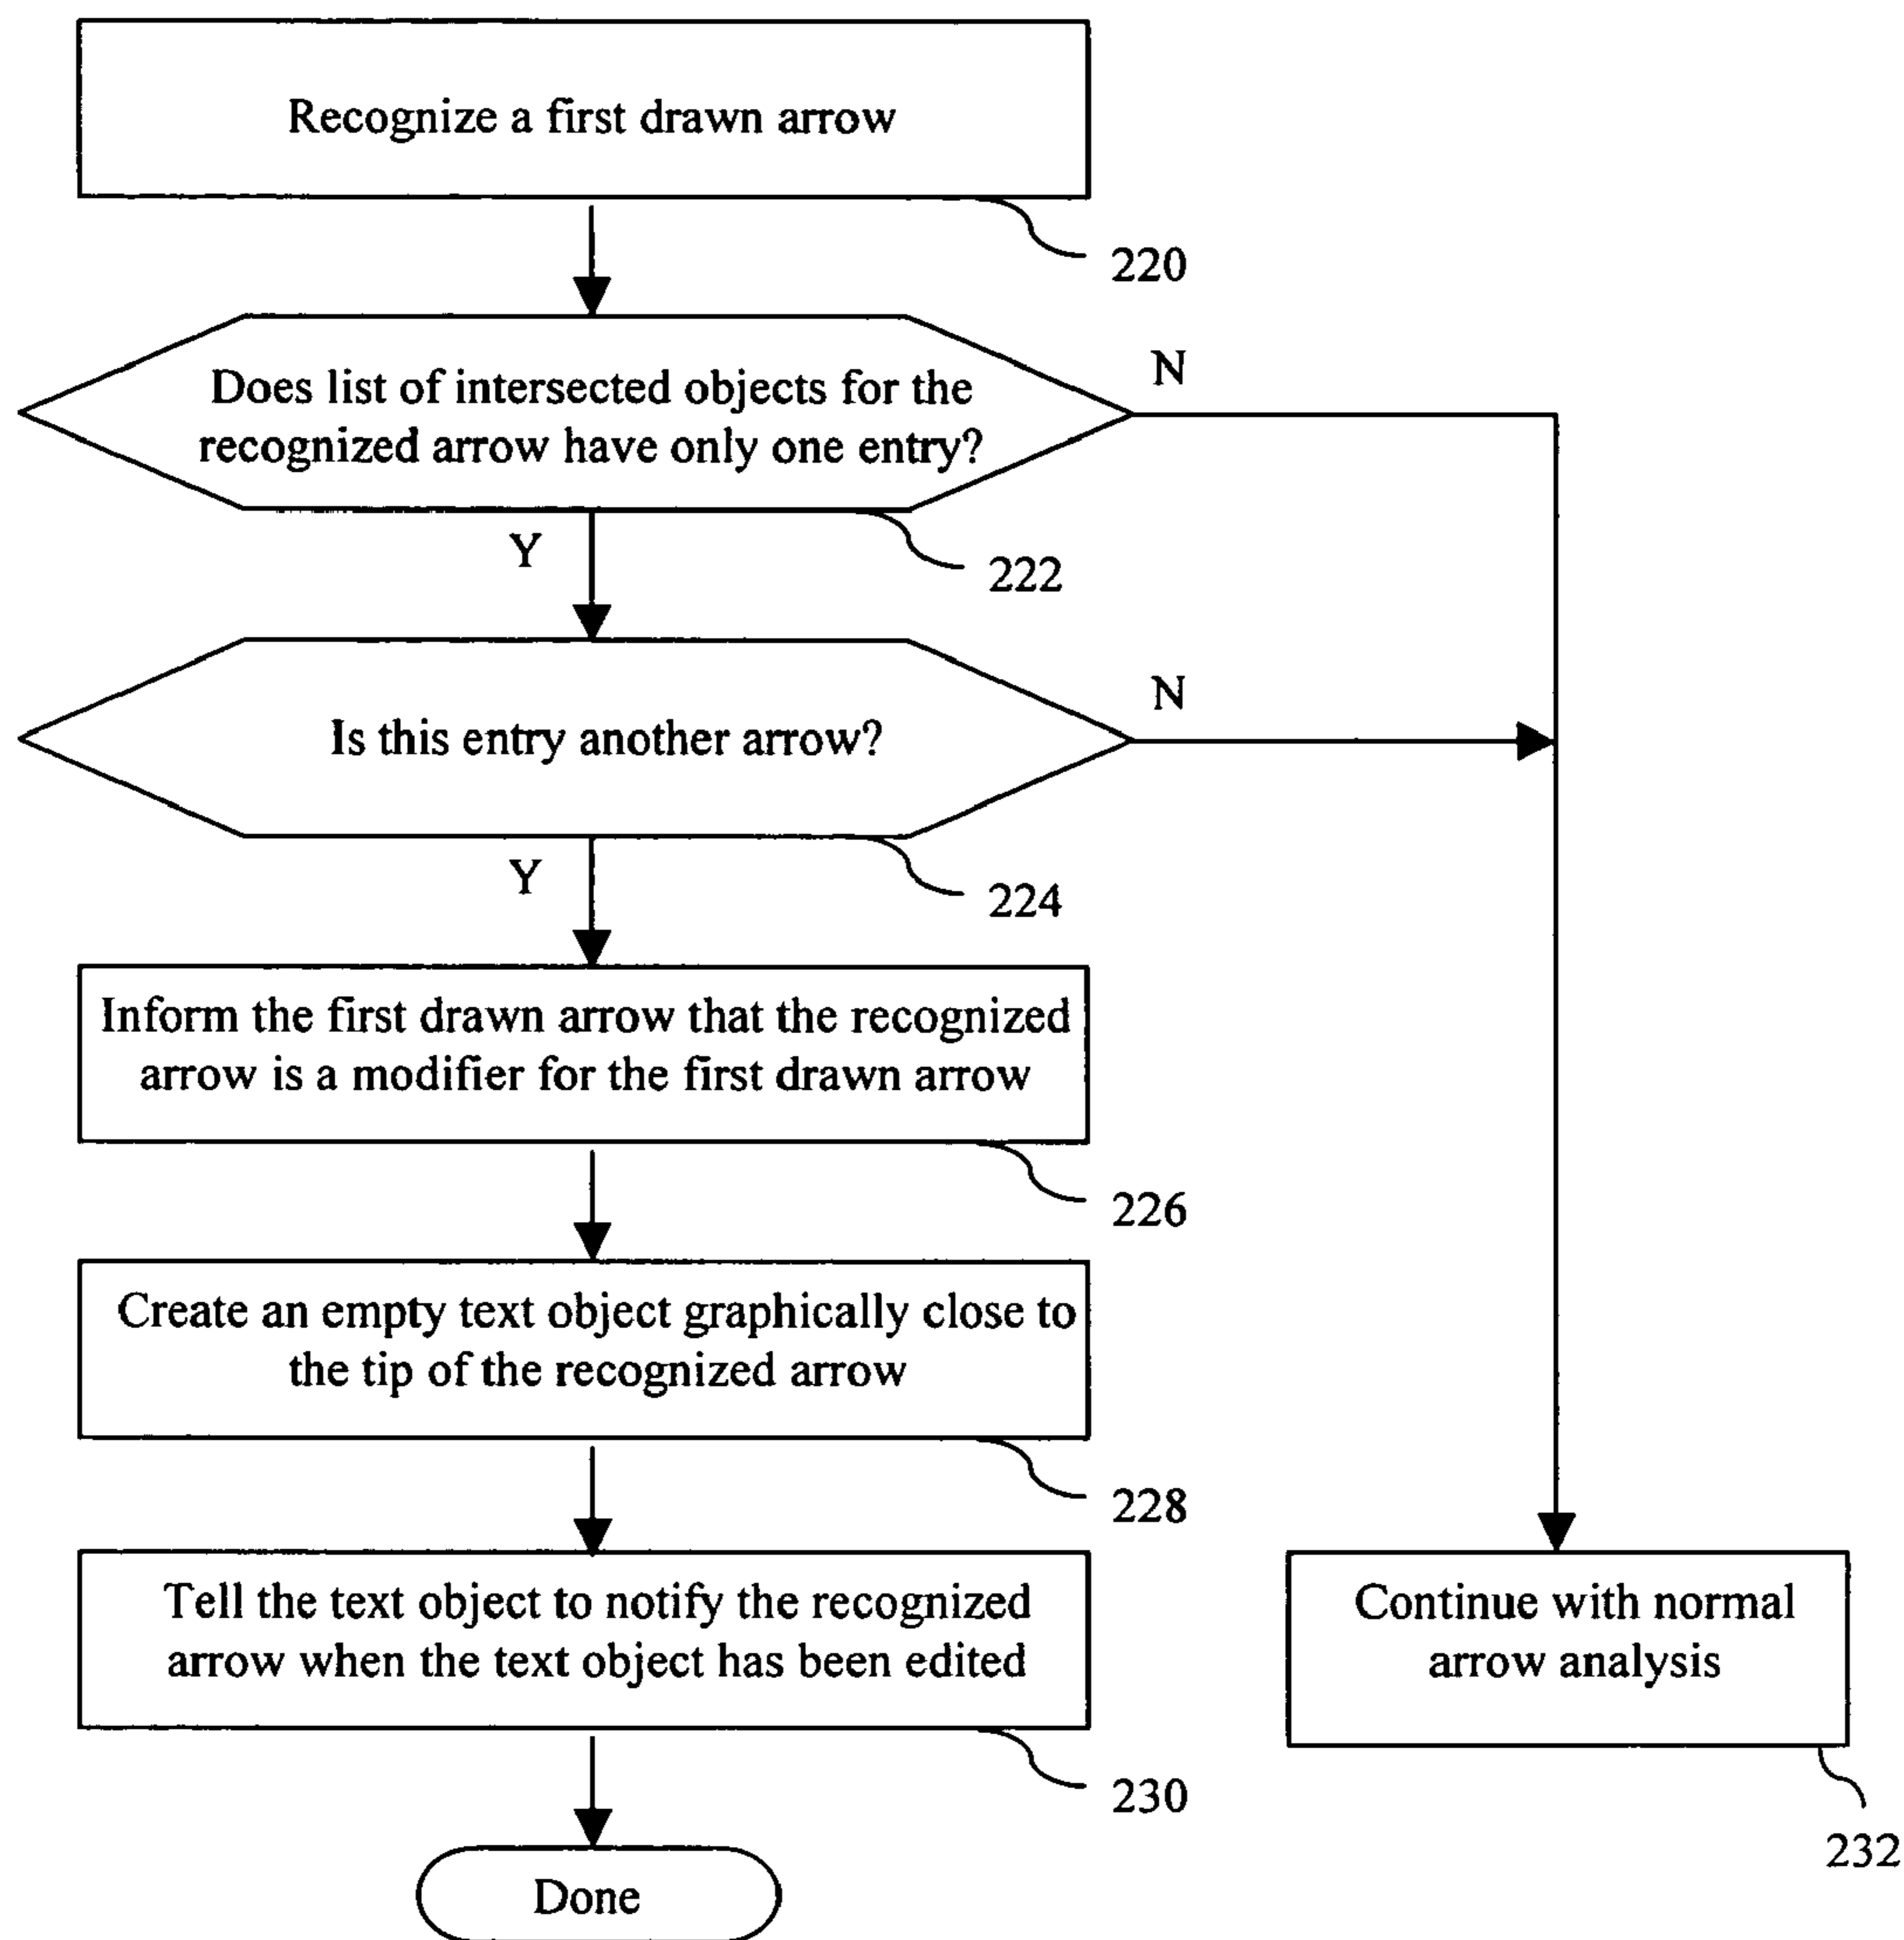 Recognize a first drawn arrow
220
Does list of intersected objects for the
recognized arrow have only one entry?
N
Y
222
Is this entry another arrow?
N
Y
224
Inform the first drawn arrow that the recognized
arrow is a modifier for the first drawn arrow
226
Create an empty text object graphically close to
the tip of the recognized arrow
228
Tell the text object to notify the recognized
arrow when the text object has been edited
230
Continue with normal
arrow analysis
232
Done